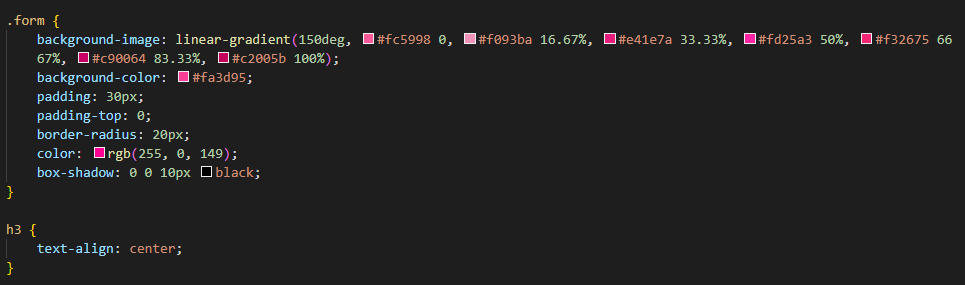 .form {
    background-image: linear-gradient(150deg, #fc5998 0, #f093ba 16.67%, #e41e7a 33.33%, #fd25a3 50%, #f32675 66
    67%, #c90064 83.33%, #c2005b 100%);
    background-color: #fa3d95;
    padding: 30px;
    padding-top: 0;
    border-radius: 20px;
    color: rgb(255, 0, 149);
    box-shadow: 0 0 10px black;
}
h3 {
    text-align: center;
}